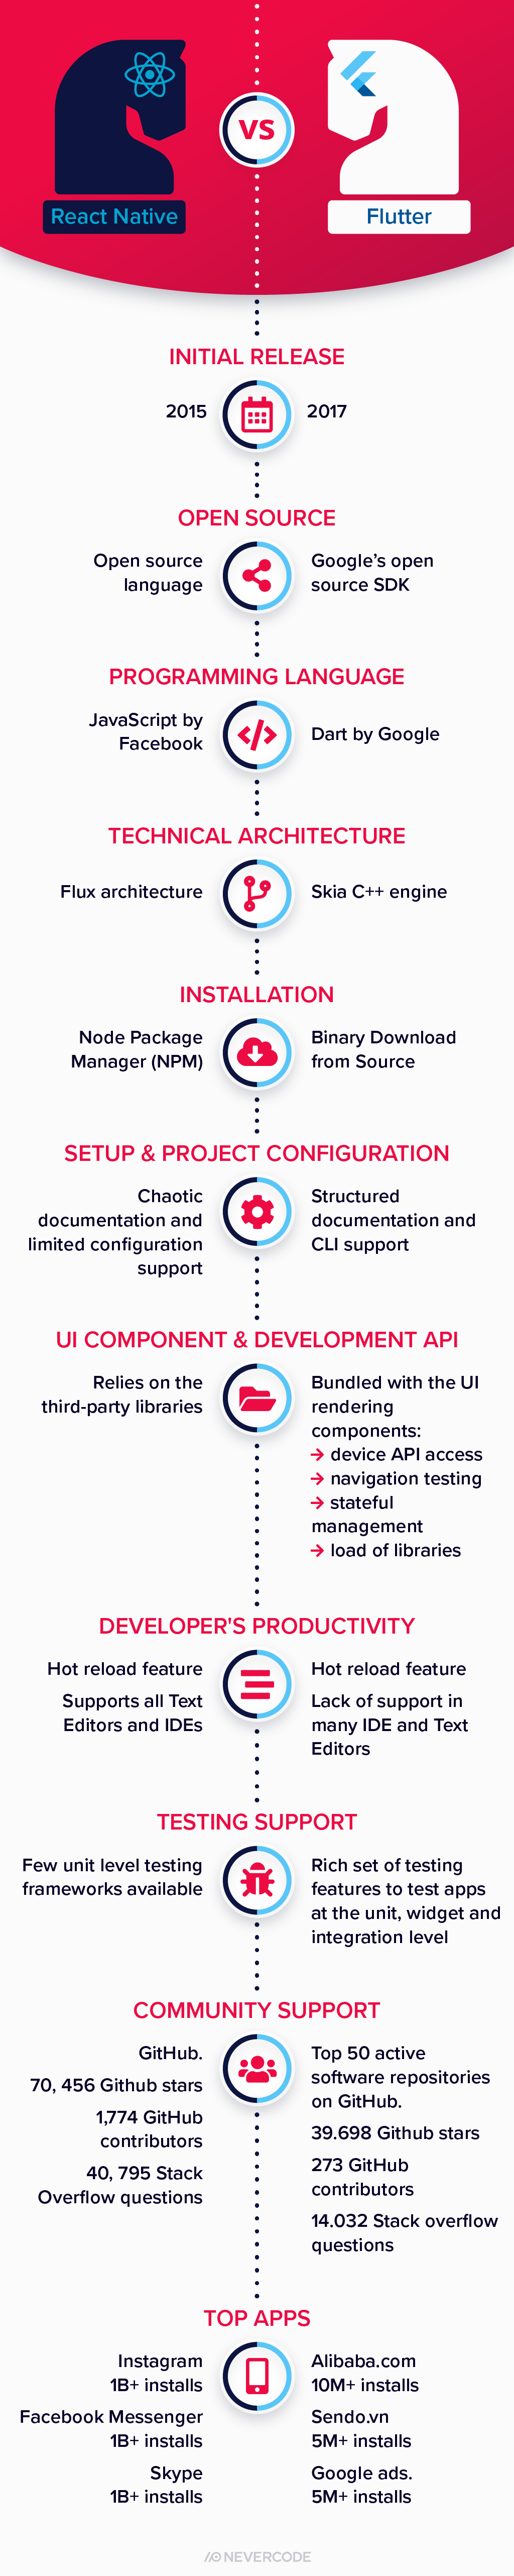 VS
React Native
Flutter
INITIAL RELEASE
2015
2017
OPEN SOURCE
Open source
language
Google's open
source SDK
PROGRAMMING LANGUAGE
JavaScript by
Facebook
Dart by Google
TECHNICAL ARCHITECTURE
Flux architecture
Skia C++ engine
INSTALLATION
Node Package
Manager (NPM)
Binary Download
from Source
SETUP & PROJECT CONFIGURATION
Chaotic
documentation and
limited configuration
support
Structured
documentation and
CLI support
UI COMPONENT & DEVELOPMENT API
Relies on the
third-party libraries
Bundled with the UI
rendering
components:
→ device API access
→ navigation testing
→ stateful
management
→ load of libraries
DEVELOPER'S PRODUCTIVITY
Hot reload feature
Supports all Text
Editors and IDEs
Hot reload feature
Lack of support in
many IDE and Text
Editors
TESTING SUPPORT
Few unit level testing
frameworks available
Rich set of testing
features to test apps
at the unit, widget and
integration level
COMMUNITY SUPPORT
GitHub.
70, 456 Github stars
1,774 GitHub
contributors
40, 795 Stack
Overflow questions
Top 50 active
software repositories
on GitHub.
39.698 Github stars
273 GitHub
contributors
14.032 Stack overflow
questions
TOP APPS
Instagram
1B+ installs
Facebook Messenger
1B+ installs
Skype
1B+ installs
Alibaba.com
10M+ installs
Sendo.vn
5M+ installs
Google ads.
5M+ installs
NEVERCODE